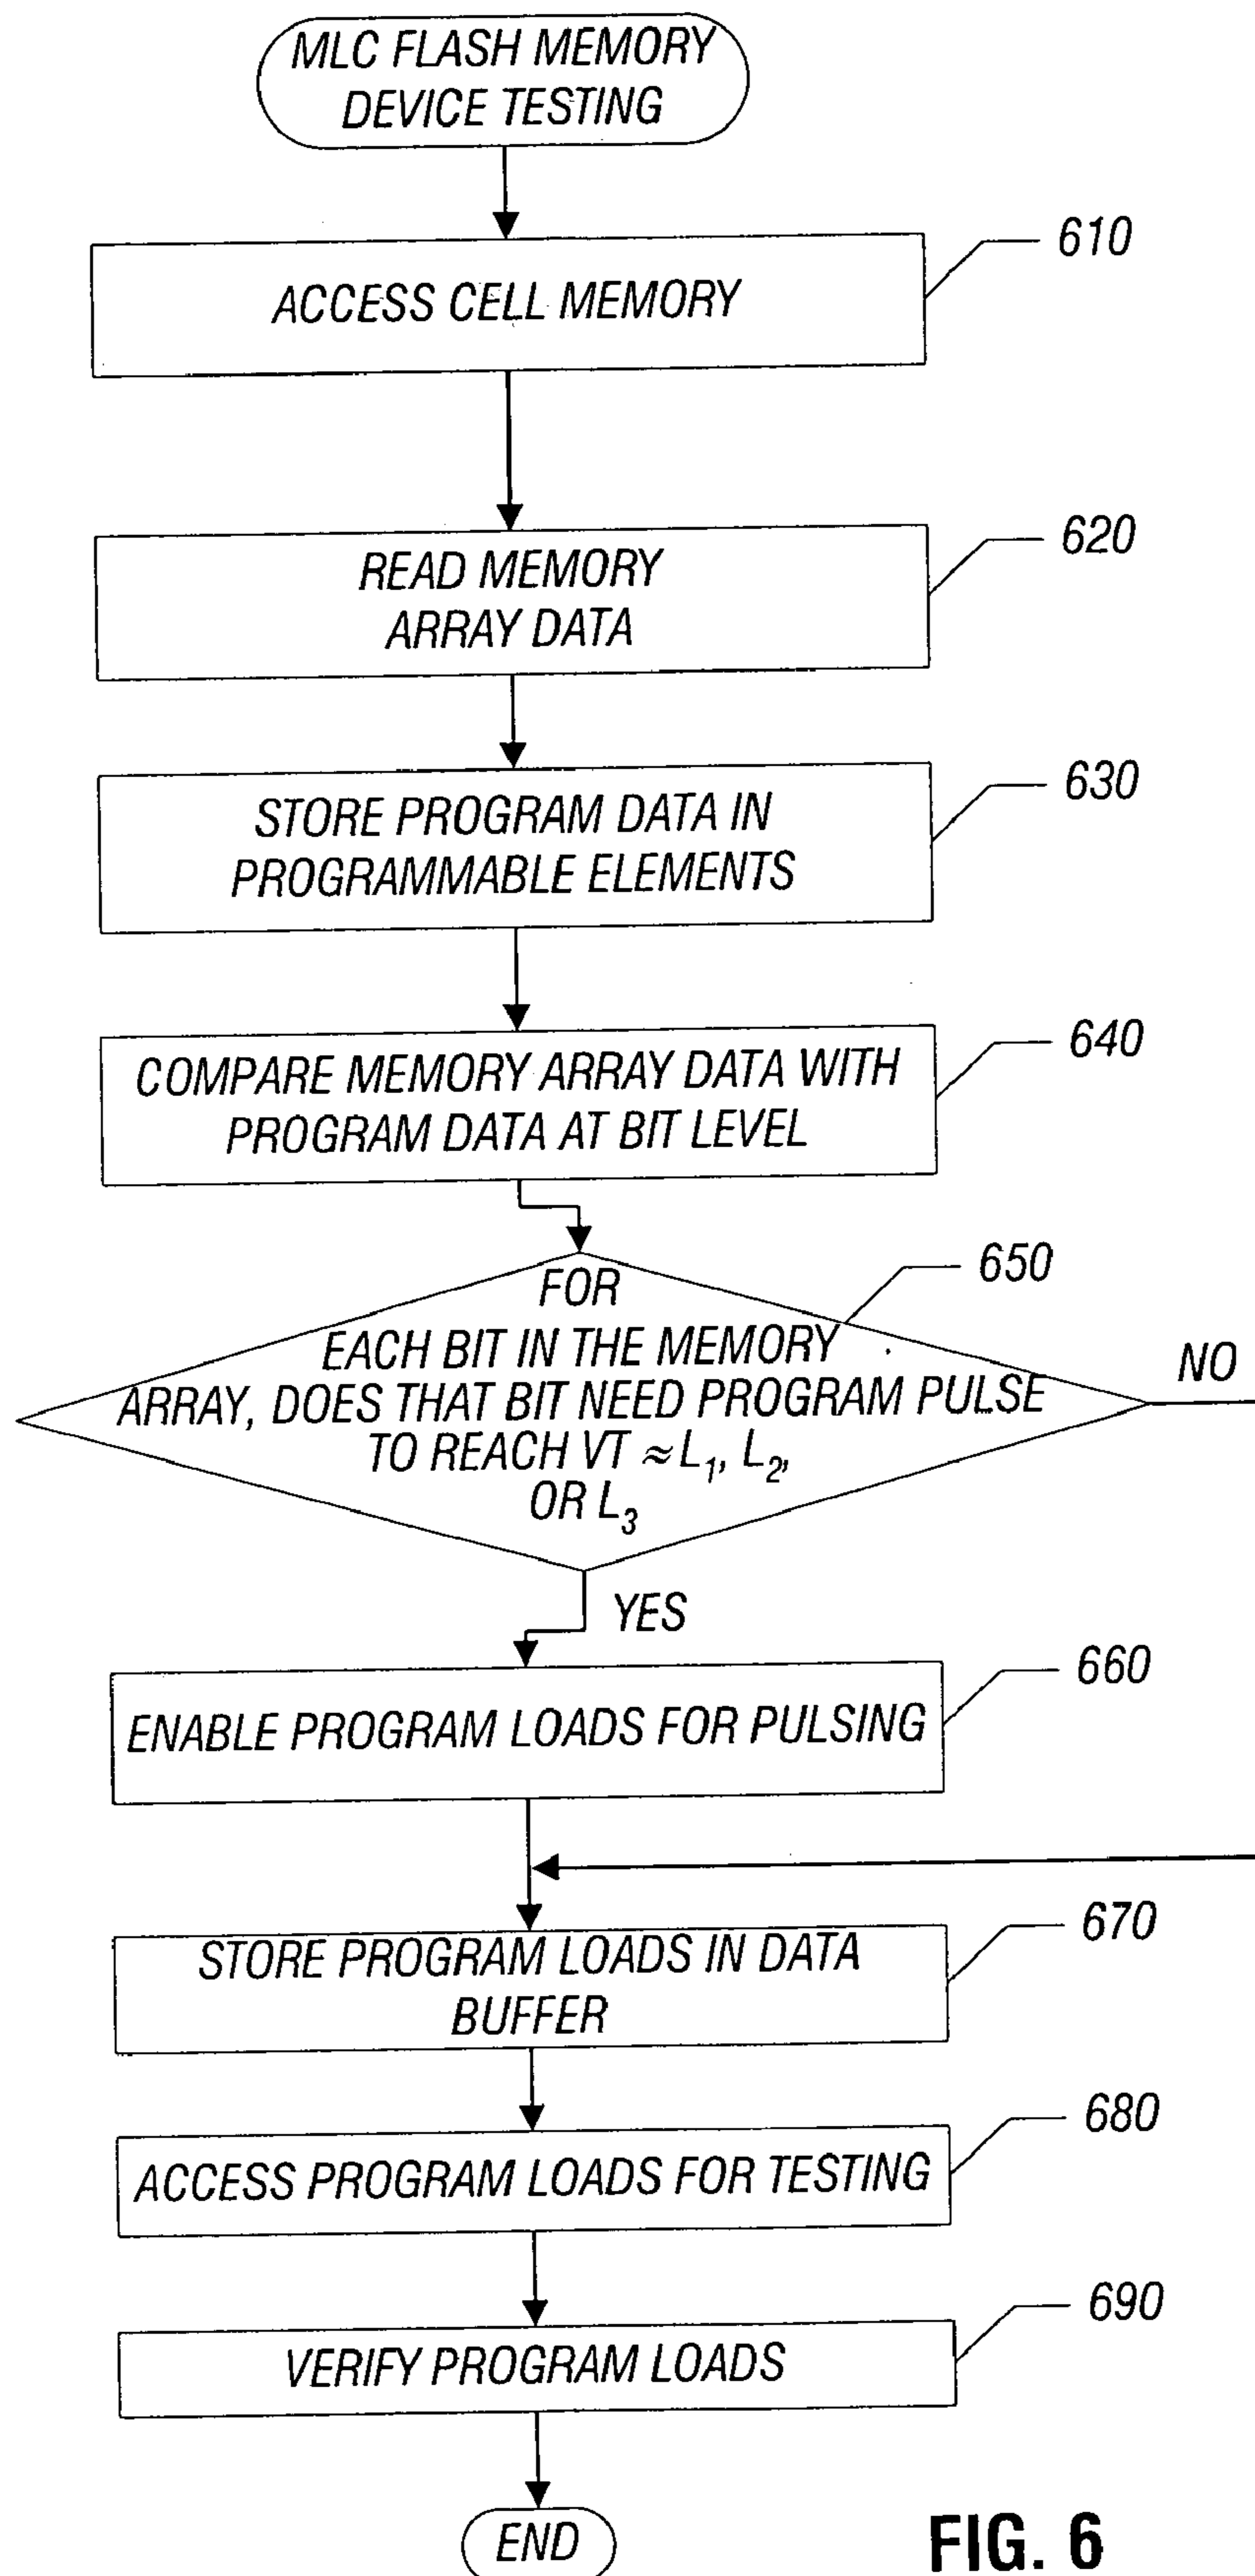 MLC FLASH MEMORY
DEVICE TESTING
610
ACCESS CELL MEMORY
620
READ MEMORY
ARRAY DATA
630
STORE PROGRAM DATA IN
PROGRAMMABLE ELEMENTS
640
COMPARE MEMORY ARRAY DATA WITH
PROGRAM DATA AT BIT LEVEL
650
FOR
EACH BIT IN THE MEMORY
ARRAY, DOES THAT BIT NEED PROGRAM PULSE
TO REACH VT ≈ L1, L2,
OR L3
NO
YES
660
ENABLE PROGRAM LOADS FOR PULSING
670
STORE PROGRAM LOADS IN DATA
BUFFER
680
ACCESS PROGRAM LOADS FOR TESTING
690
VERIFY PROGRAM LOADS
END
FIG. 6